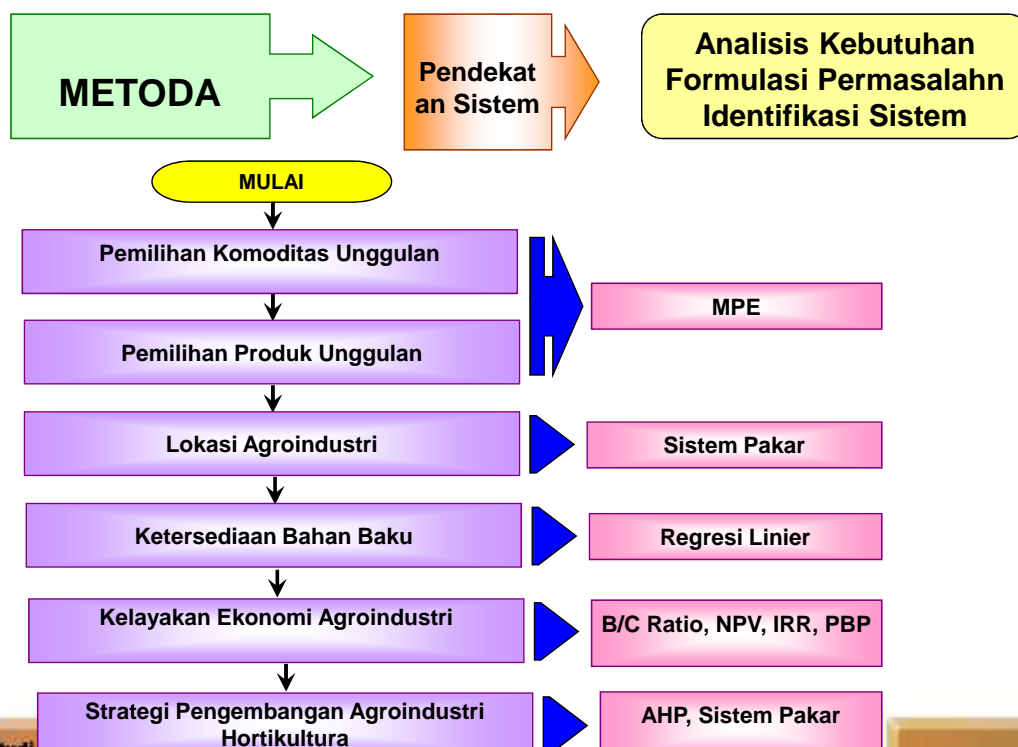 METODA
Pendekat
an Sistem
Analisis Kebutuhan
Formulasi Permasalahn
Identifikasi Sistem
MULAI
Pemilihan Komoditas Unggulan
MPE
Pemilihan Produk Unggulan
Lokasi Agroindustri
Sistem Pakar
Ketersediaan Bahan Baku
Regresi Linier
Kelayakan Ekonomi Agroindustri
B/C Ratio, NPV, IRR, PBP
Strategi Pengembangan Agroindustri
Hortikultura
AHP, Sistem Pakar